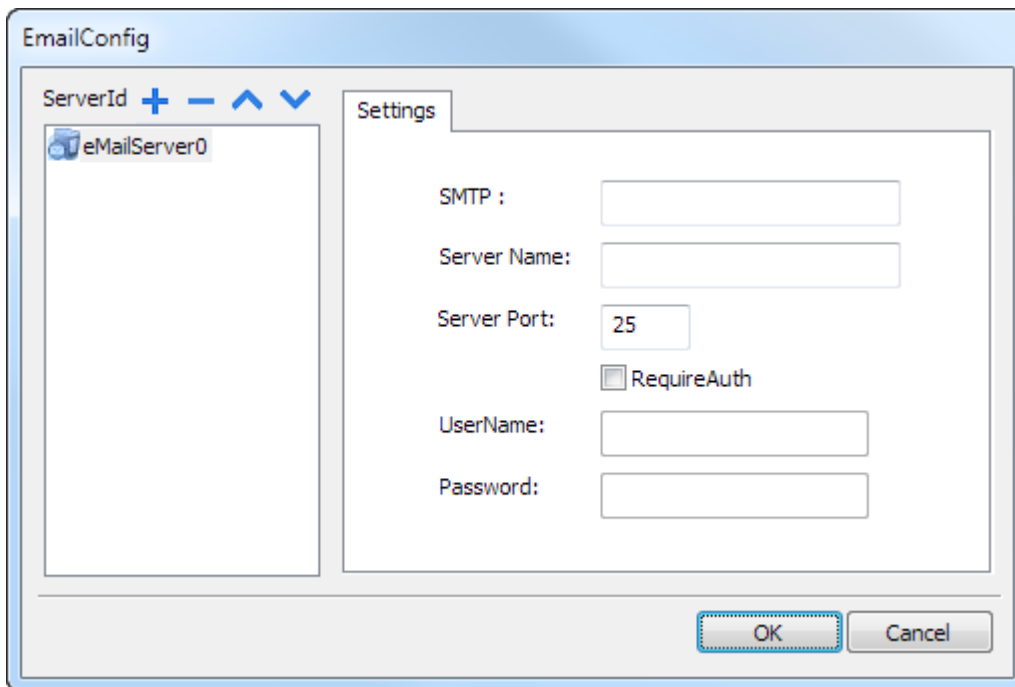 EmailConfig
ServerId
eMailServer0
Settings
SMTP :
Server Name:
Server Port:
25
RequireAuth
UserName:
Password:
OK
Cancel